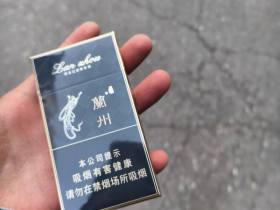 Lan zhou
蘭
州
本公司提示
吸烟有害健康
请勿在禁烟场所吸烟